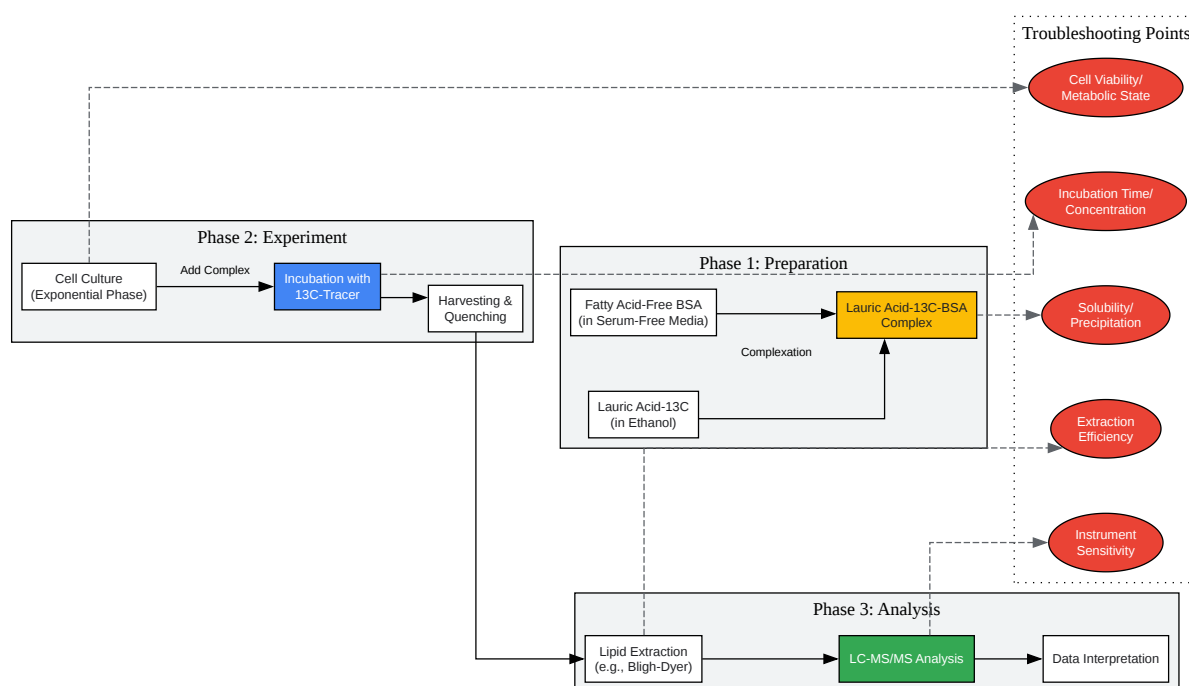 Troubleshooting Points
Cell Viability/
Metabolic State
Incubation Time/
Concentration
Phase 2: Experiment
Cell Culture
(Exponential Phase)
Add Complex
Incubation with
13C-Tracer
Harvesting &
Quenching
Phase 1: Preparation
Fatty Acid-Free BSA
(in Serum-Free Media)
Lauric Acid-13C-BSA
Complex
Complexation
Lauric Acid-13C
(in Ethanol)
Solubility/
Precipitation
Extraction
Efficiency
Instrument
Sensitivity
Phase 3: Analysis
Lipid Extraction
(e.g., Bligh-Dyer)
LC-MS/MS Analysis
Data Interpretation